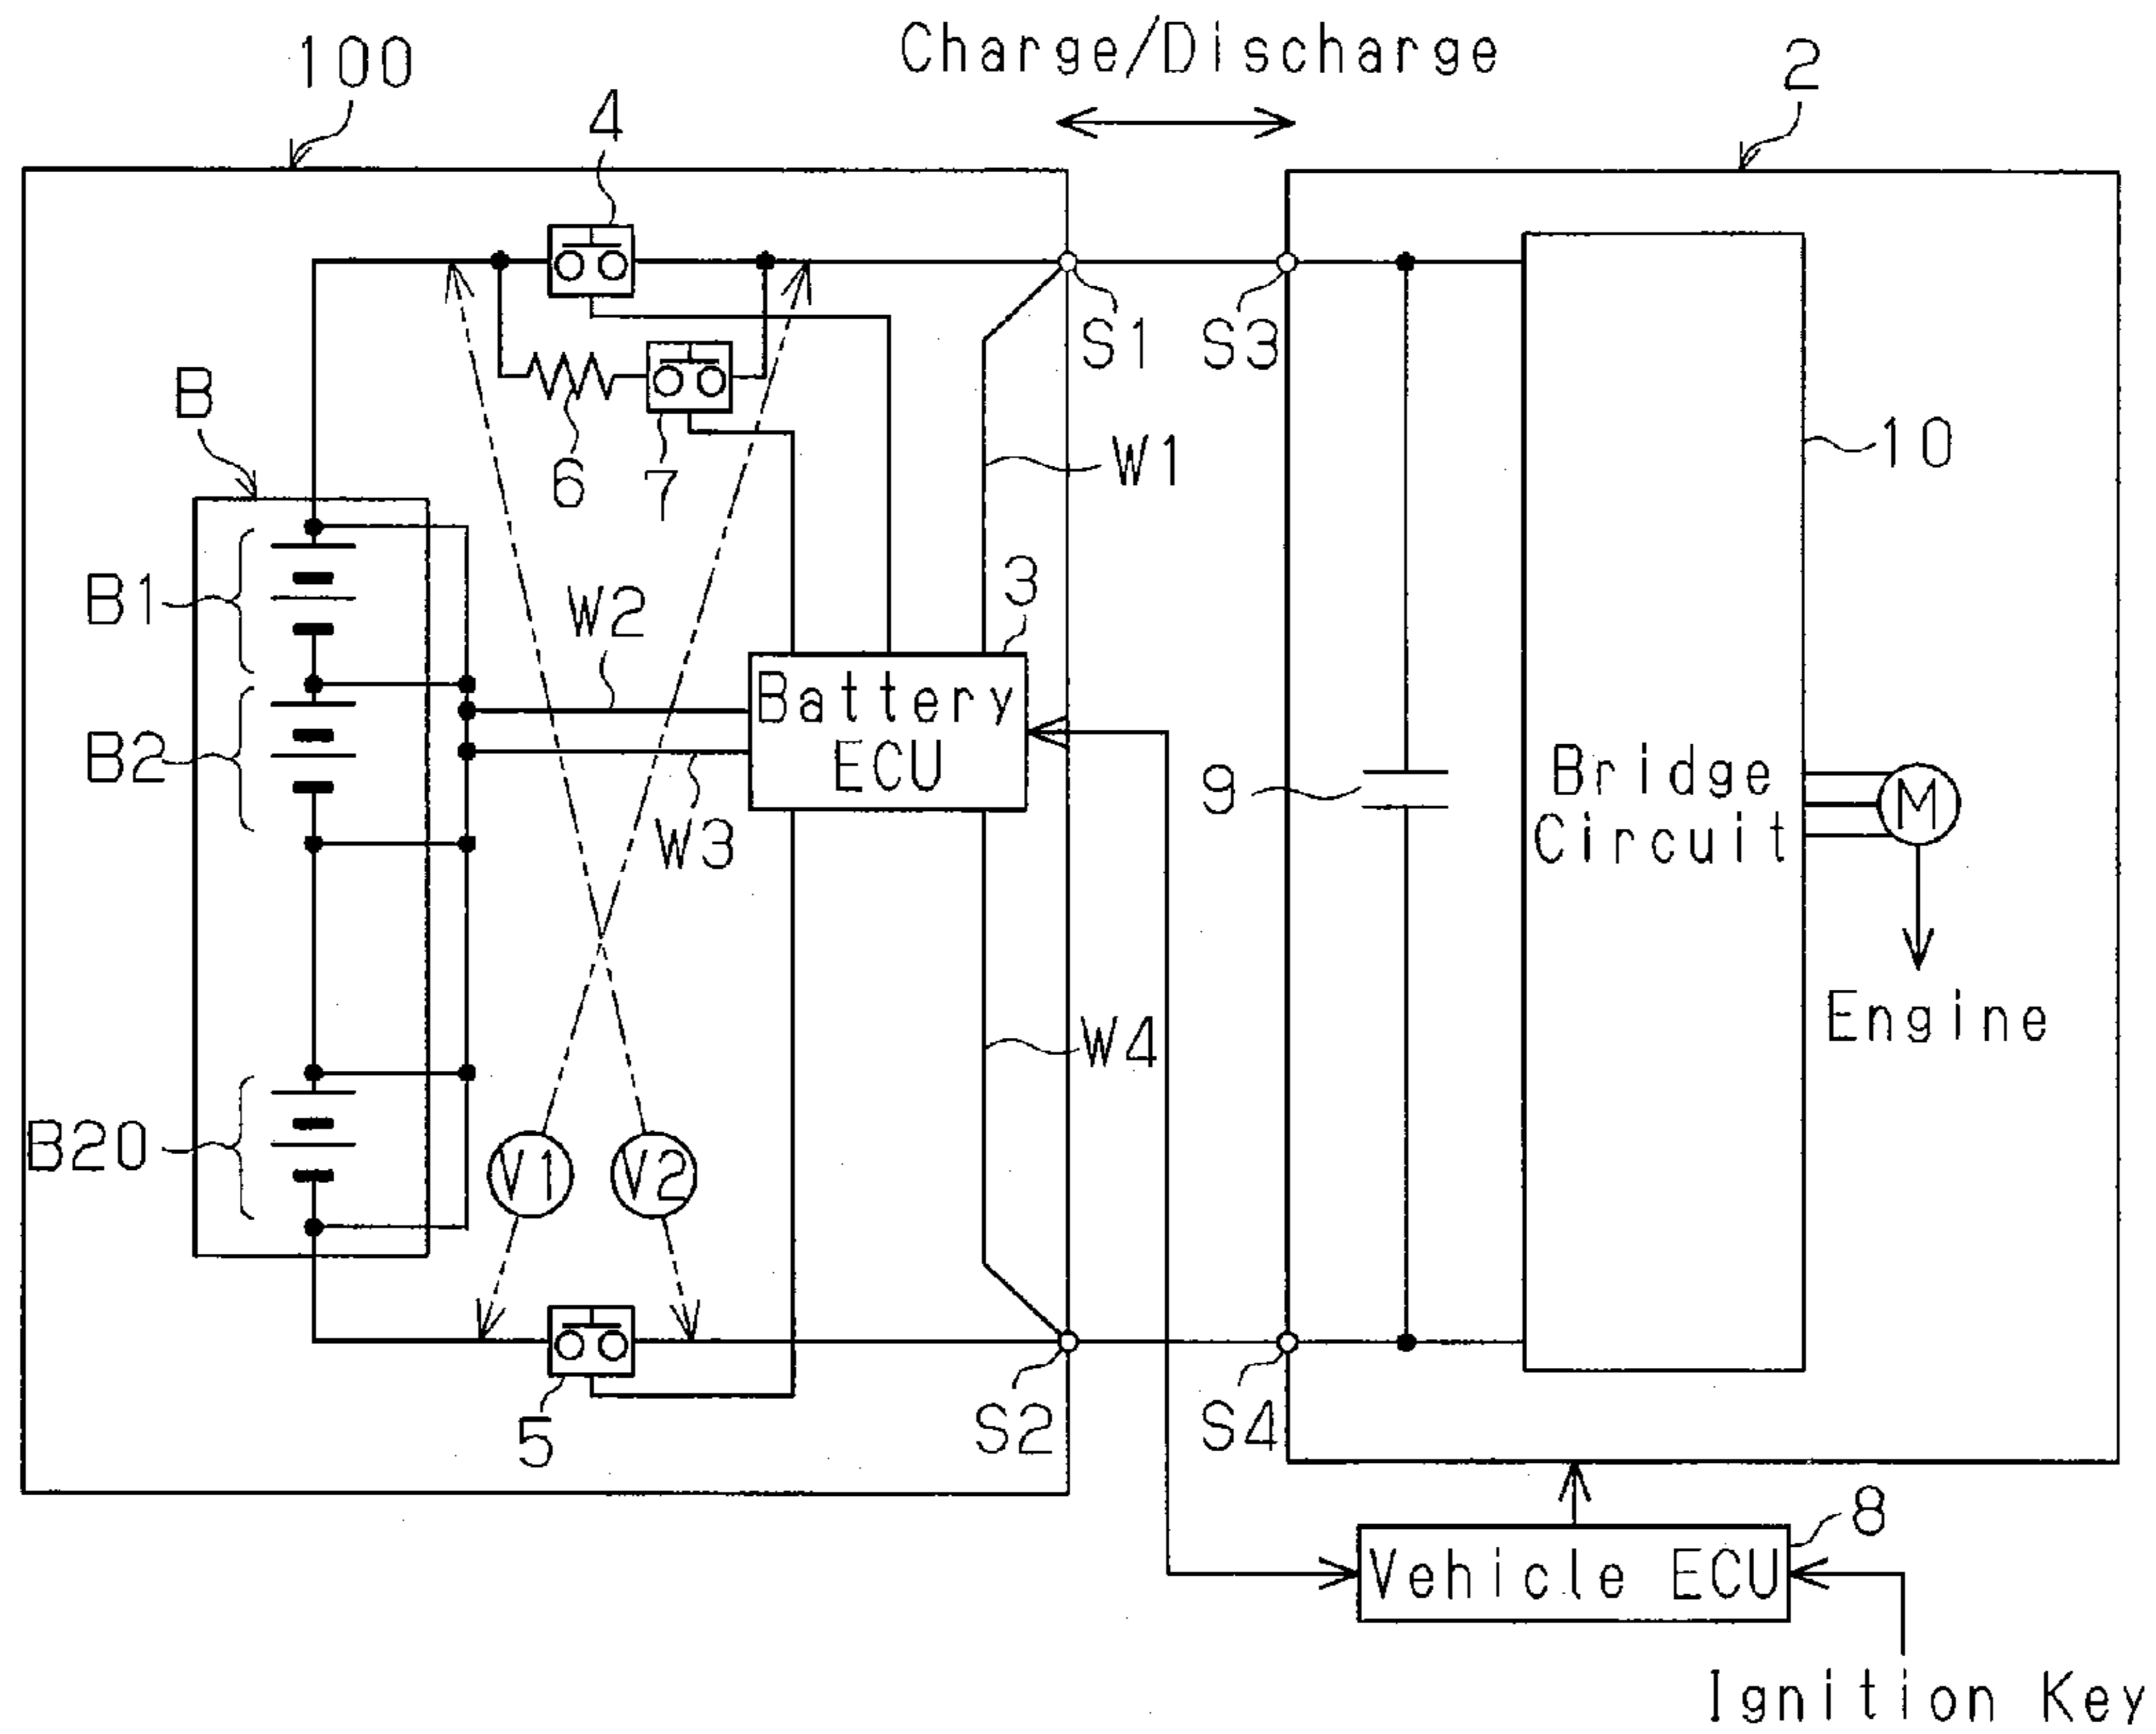 Charge/Discharge
100
2
4
S1
S3
B
6
7
W1
10
B1
W2
3
Battery
ECU
B2
W3
9
Bridge
Circuit
M
Engine
W4
B20
V1
V2
5
S2
S4
8
Vehicle ECU
Ignition Key